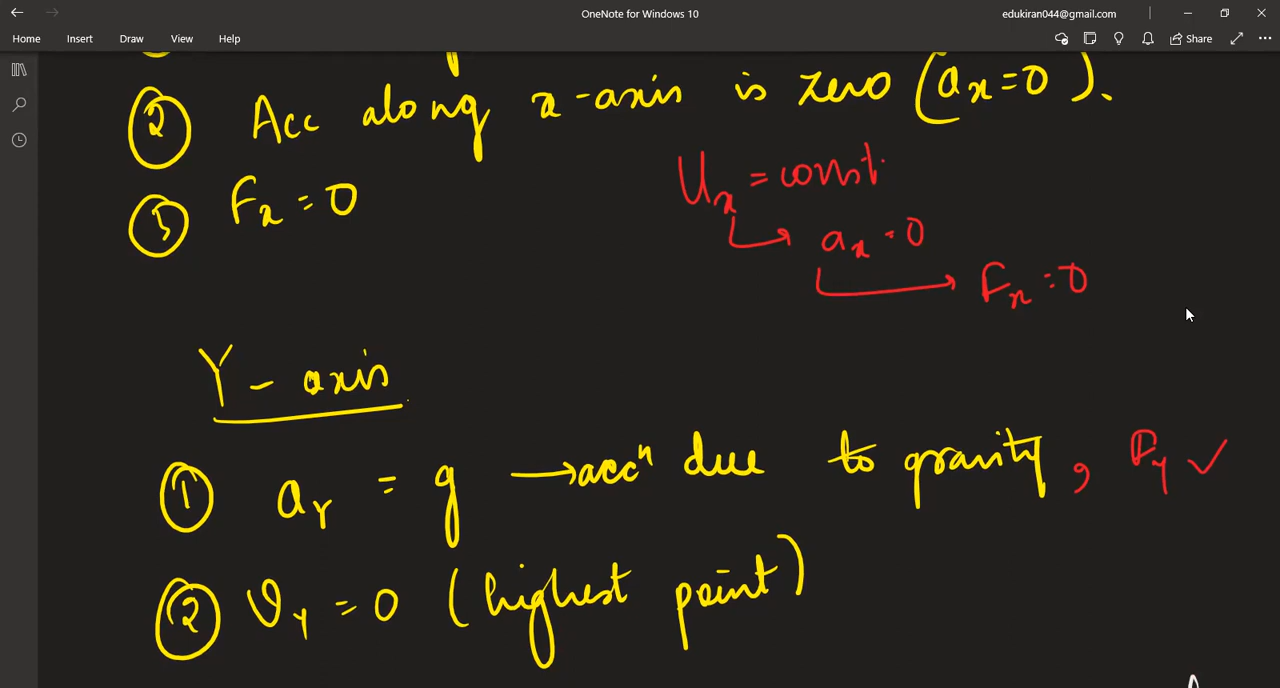 OneNote for Windows 10
edukiran044@gmail.com
Home Insert Draw View Help
Share
② Acc along x-axis is zero (ax=0).
Ux = const
③ Fx = 0
ax = 0
Fx = 0
Y-axis
① aY = g → accⁿ due to gravity, Fy ✓
② vy = 0 (highest point)